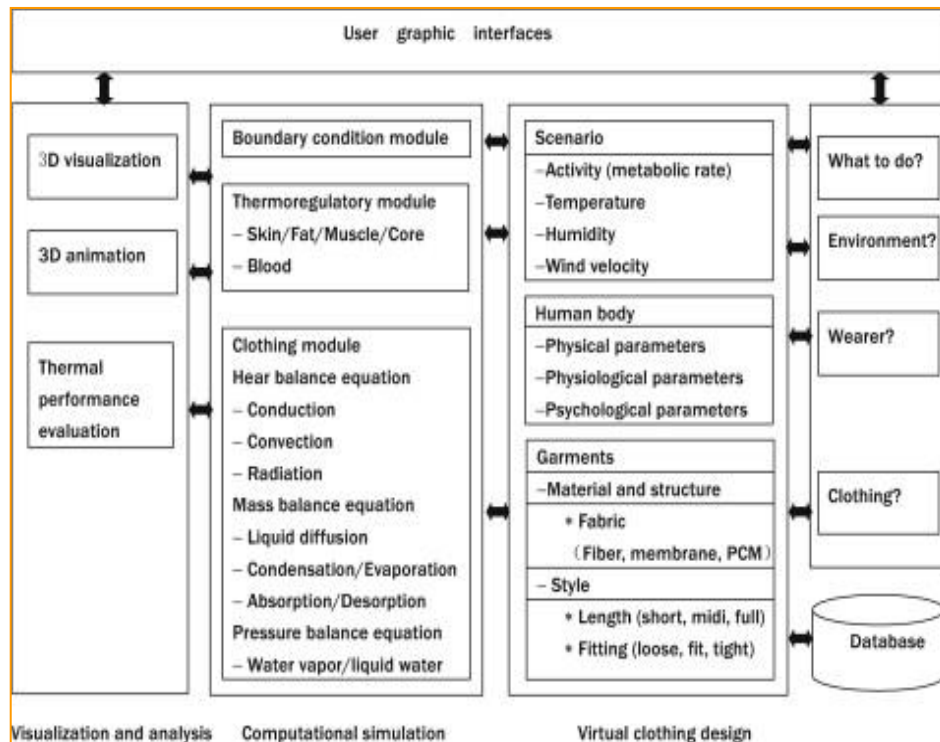 User graphic interfaces
3D visualization
3D animation
Thermal
performance
evaluation
Boundary condition module
Thermoregulatory module
– Skin/Fat/Muscle/Core
– Blood
Clothing module
Hear balance equation
– Conduction
– Convection
– Radiation
Mass balance equation
– Liquid diffusion
– Condensation/Evaporation
– Absorption/Desorption
Pressure balance equation
– Water vapor/liquid water
Scenario
–Activity (metabolic rate)
–Temperature
–Humidity
–Wind velocity
Human body
–Physical parameters
–Physiological parameters
–Psychological parameters
Garments
–Material and structure
* Fabric
(Fiber, membrane, PCM)
– Style
* Length (short, midi, full)
* Fitting (loose, fit, tight)
What to do?
Environment?
Wearer?
Clothing?
Database
Visualization and analysis
Computational simulation
Virtual clothing design